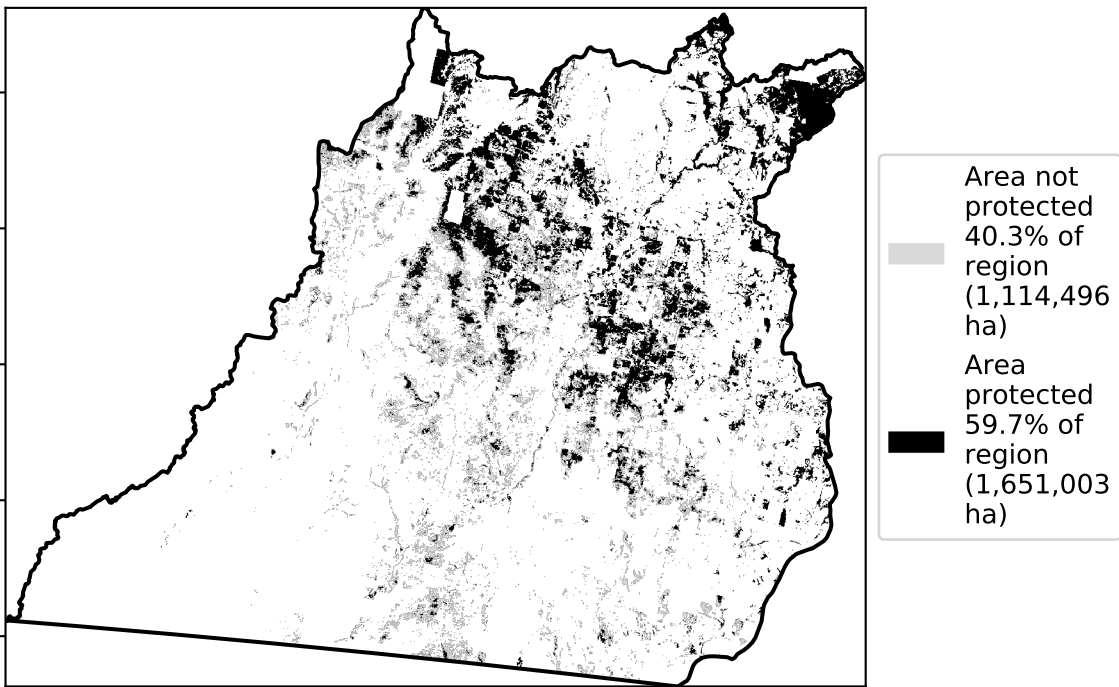 Area not
protected
40.3% of
region
(1,114,496
ha)
Area
protected
59.7% of
region
(1,651,003
ha)